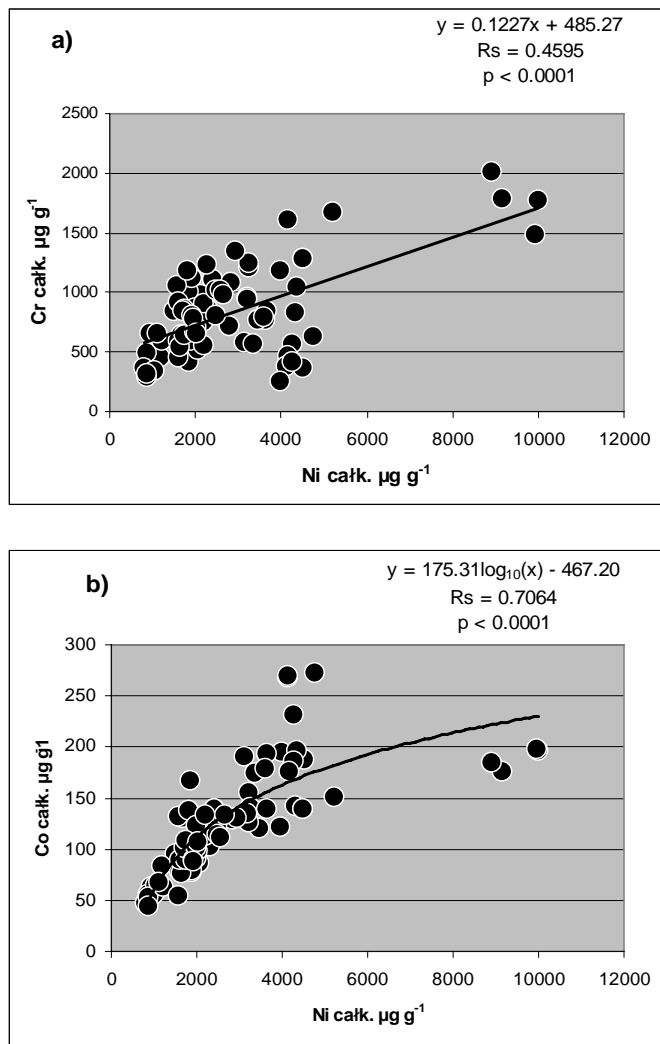 a)
y = 0.1227x + 485.27
Rs = 0.4595
p < 0.0001
2500
2000
1500
1000
500
0
Cr całk. µg g⁻¹
0 2000 4000 6000 8000 10000 12000
Ni całk. µg g⁻¹
b)
y = 175.31log₁₀(x) - 467.20
Rs = 0.7064
p < 0.0001
300
250
200
150
100
50
0
Co całk. µg g̈1
0 2000 4000 6000 8000 10000 12000
Ni całk. µg g⁻¹